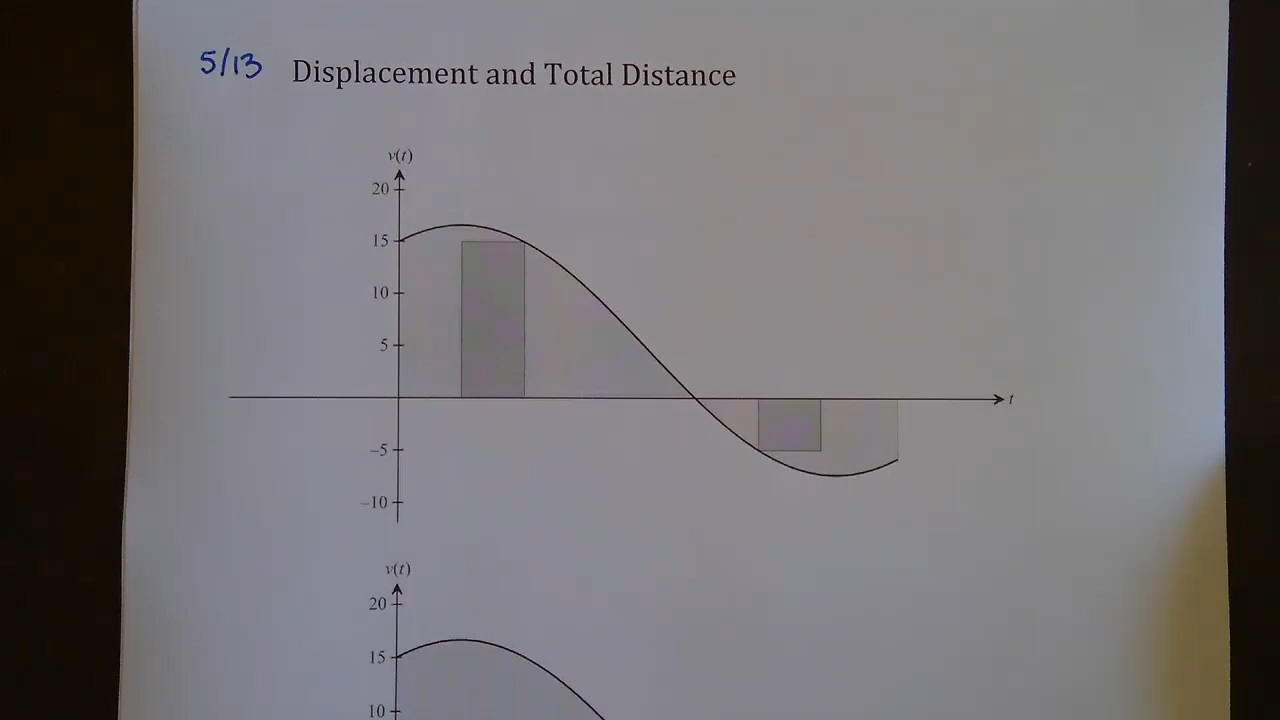 5/13 Displacement and Total Distance
v(t)
20
15
10
5
t
−5
−10
v(t)
20
15
10